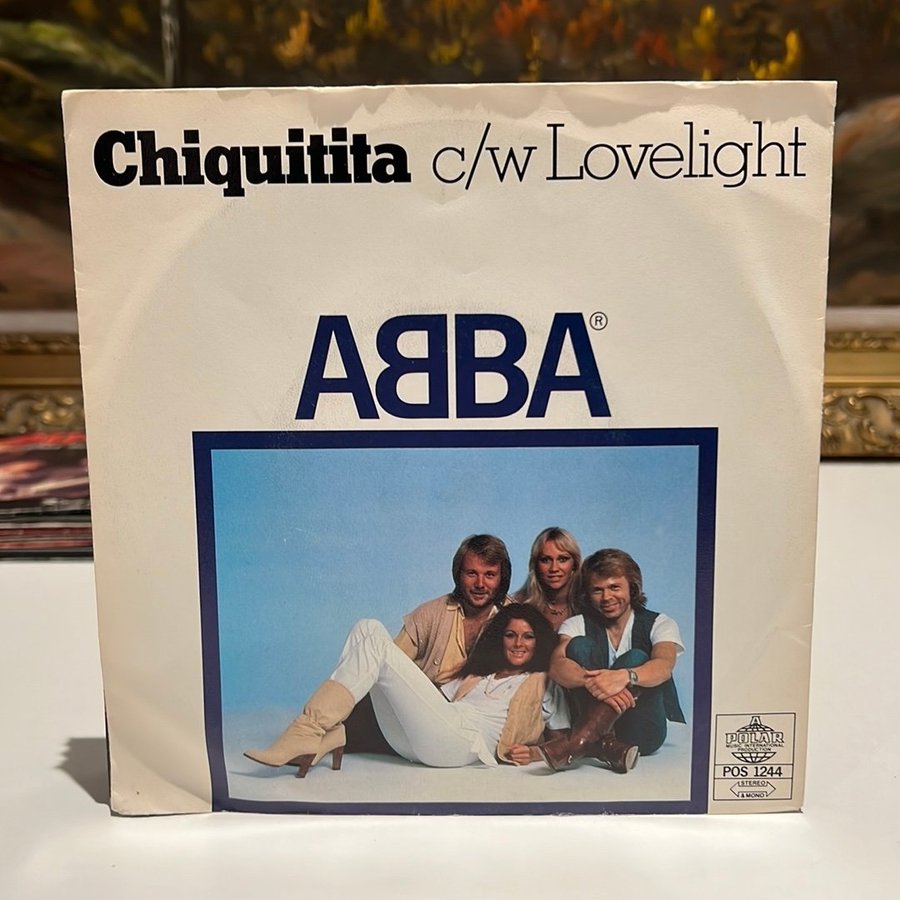 Chiquitita c/w Lovelight
ABBA®
A
POLAR
MUSIC INTERNATIONAL
PRODUCTION
POS 1244
STEREO
& MONO